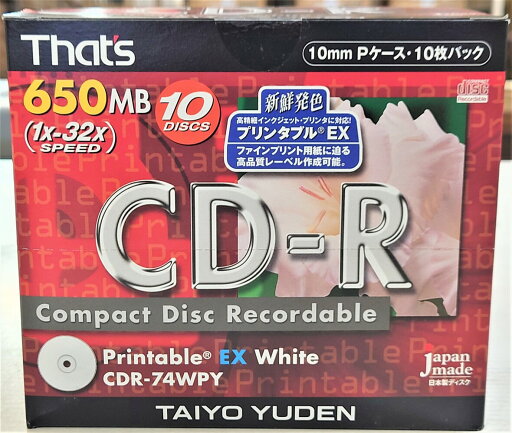 That's
10mm Pケース・10枚パック
650MB
(1x-32x)
SPEED
10
DISCS
COMPACT
disc
Recordable
新鮮発色
高精細インクジェット・プリンタに対応!
プリンタブル® EX
ファインプリント用紙に迫る
高品質レーベル作成可能。
CD-R
Compact Disc Recordable
Printable® EX White
CDR-74WPY
Japan
made
日本製ディスク
TAIYO YUDEN